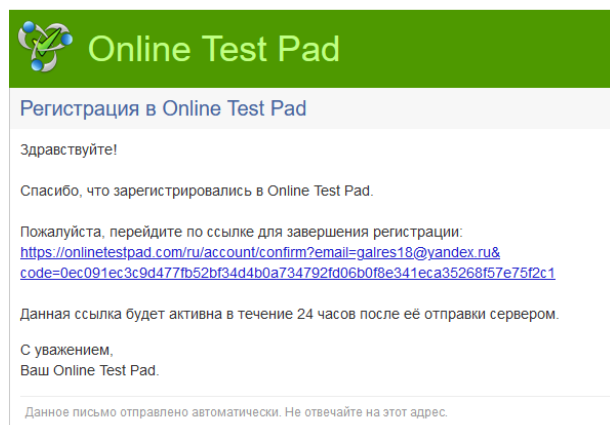 Online Test Pad
Регистрация в Online Test Pad
Здравствуйте!
Спасибо, что зарегистрировались в Online Test Pad.
Пожалуйста, перейдите по ссылке для завершения регистрации:
https://onlinetestpad.com/ru/account/confirm?email=galres18@yandex.ru&
code=0ec091ec3c9d477fb52bf34d4b0a734792fd06b0f8e341eca35268f57e75f2c1
Данная ссылка будет активна в течение 24 часов после её отправки сервером.
С уважением,
Ваш Online Test Pad.
Данное письмо отправлено автоматически. Не отвечайте на этот адрес.